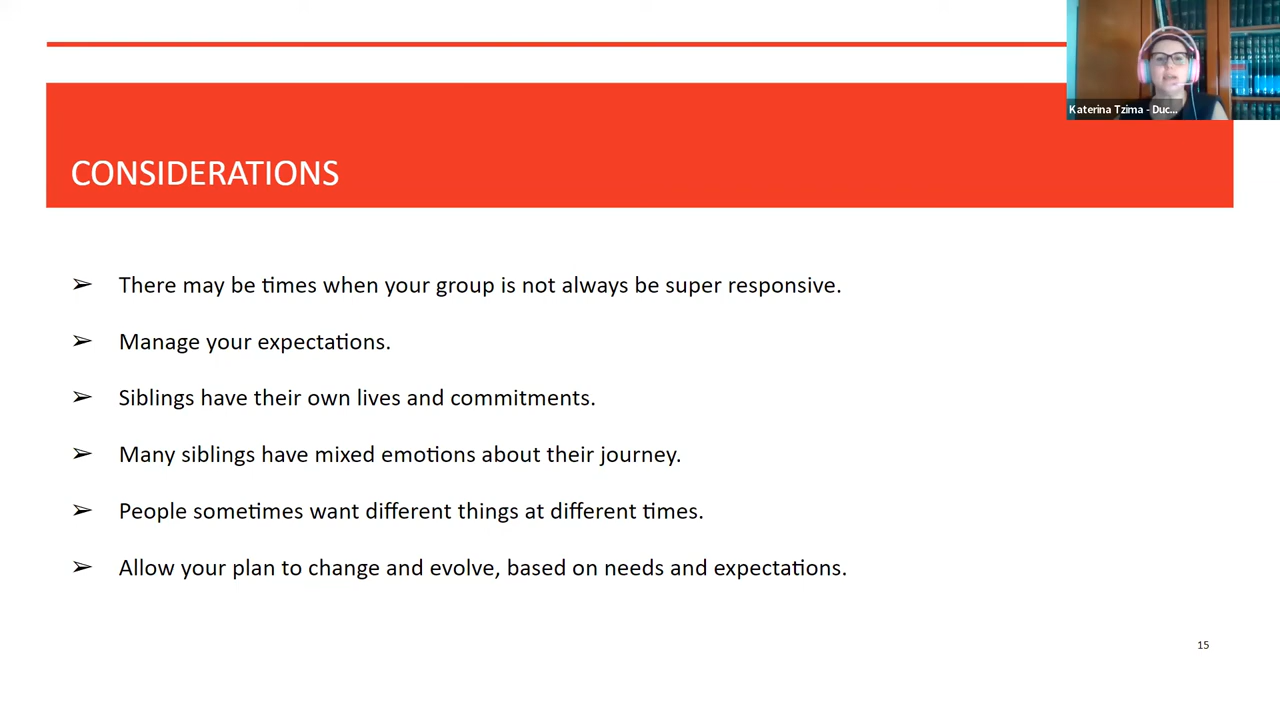 Katerina Tzima - Duc...
CONSIDERATIONS
➢ There may be times when your group is not always be super responsive.
➢ Manage your expectations.
➢ Siblings have their own lives and commitments.
➢ Many siblings have mixed emotions about their journey.
➢ People sometimes want different things at different times.
➢ Allow your plan to change and evolve, based on needs and expectations.
15